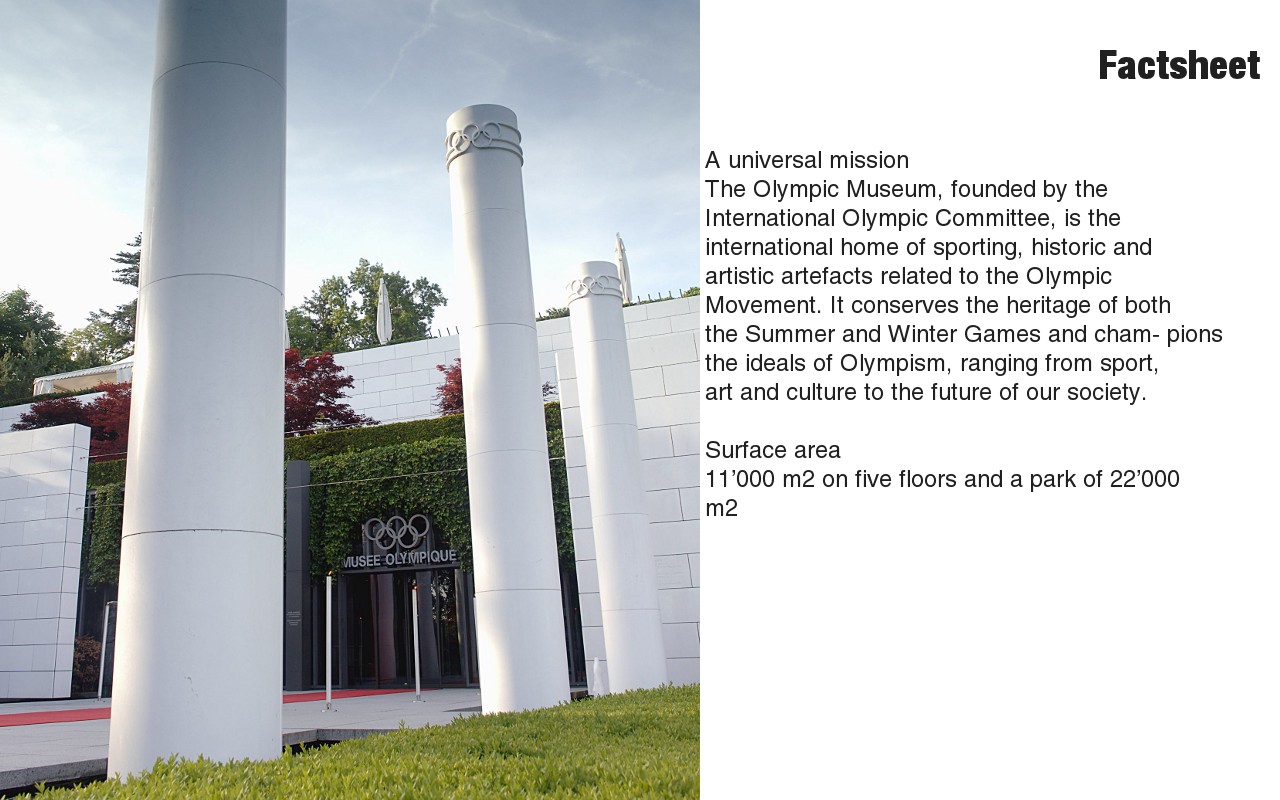 Factsheet
A universal mission
The Olympic Museum, founded by the
International Olympic Committee, is the
international home of sporting, historic and
artistic artefacts related to the Olympic
Movement. It conserves the heritage of both
the Summer and Winter Games and cham- pions
the ideals of Olympism, ranging from sport,
art and culture to the future of our society.
Surface area
11’000 m2 on five floors and a park of 22’000
m2
MUSEE OLYMPIQUE